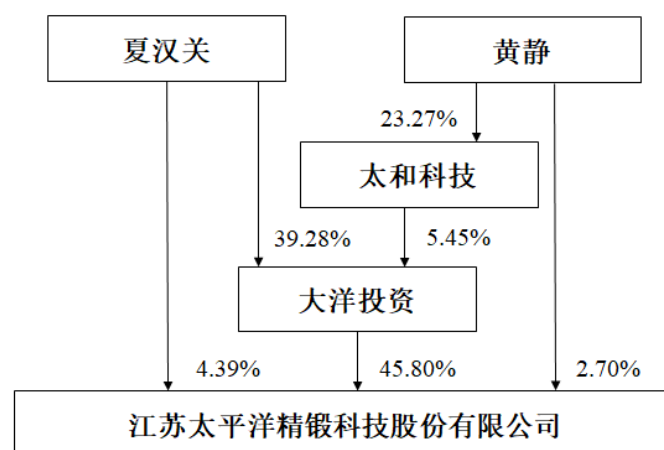 夏汉关
黄静
23.27%
太和科技
39.28%
5.45%
大洋投资
4.39%
45.80%
2.70%
江苏太平洋精锻科技股份有限公司